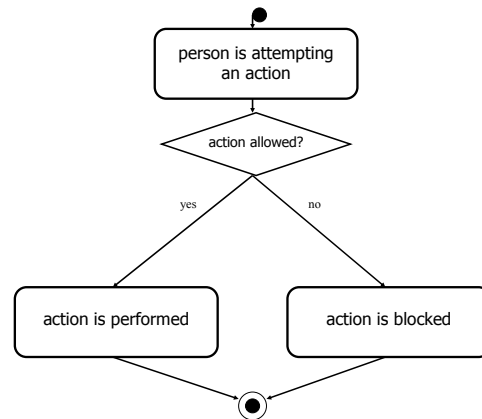 person is attempting
an action
action allowed?
yes
no
action is performed
action is blocked